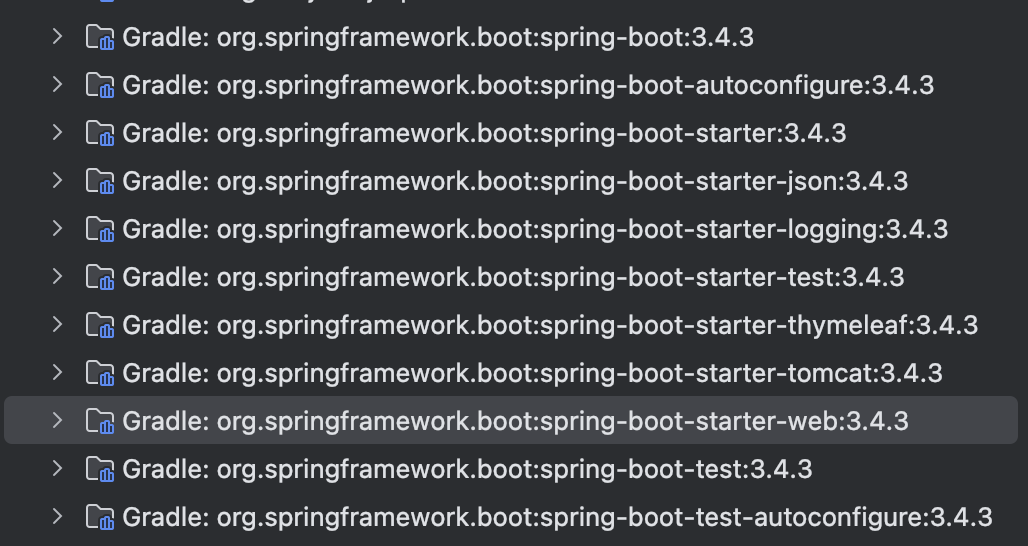 Gradle: org.springframework.boot:spring-boot:3.4.3
Gradle: org.springframework.boot:spring-boot-autoconfigure:3.4.3
Gradle: org.springframework.boot:spring-boot-starter:3.4.3
Gradle: org.springframework.boot:spring-boot-starter-json:3.4.3
Gradle: org.springframework.boot:spring-boot-starter-logging:3.4.3
Gradle: org.springframework.boot:spring-boot-starter-test:3.4.3
Gradle: org.springframework.boot:spring-boot-starter-thymeleaf:3.4.3
Gradle: org.springframework.boot:spring-boot-starter-tomcat:3.4.3
Gradle: org.springframework.boot:spring-boot-starter-web:3.4.3
Gradle: org.springframework.boot:spring-boot-test:3.4.3
Gradle: org.springframework.boot:spring-boot-test-autoconfigure:3.4.3